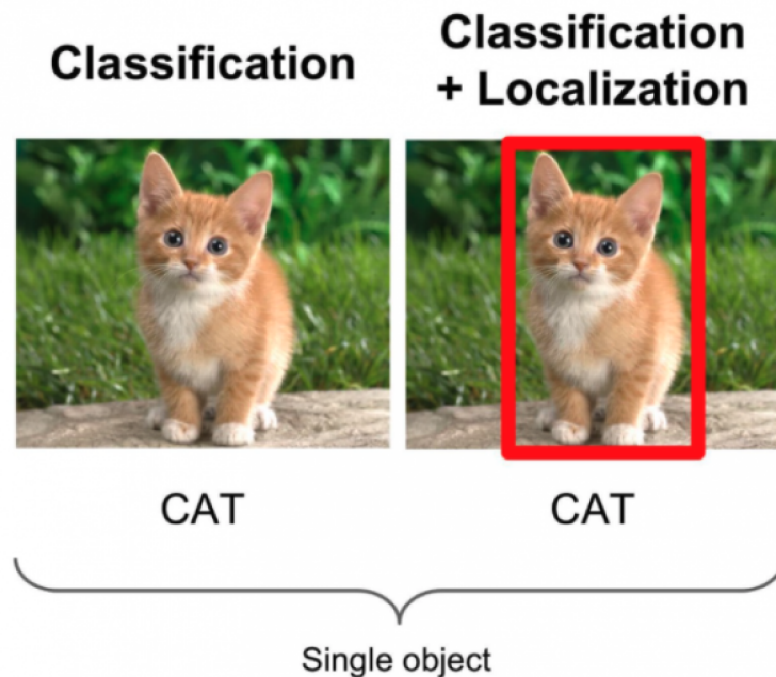 Classification
Classification
+ Localization
CAT
CAT
Single object